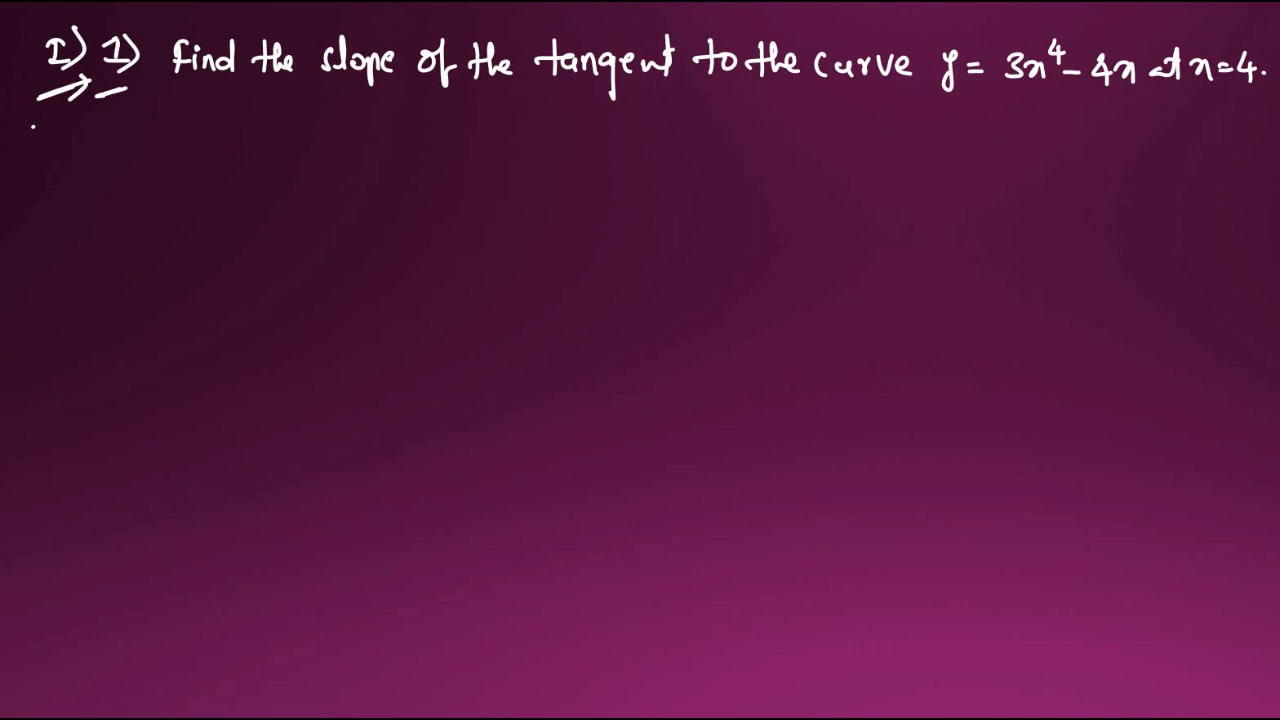 I) 1) Find the slope of the tangent to the curve y = 3x⁴ - 4x at x = 4.